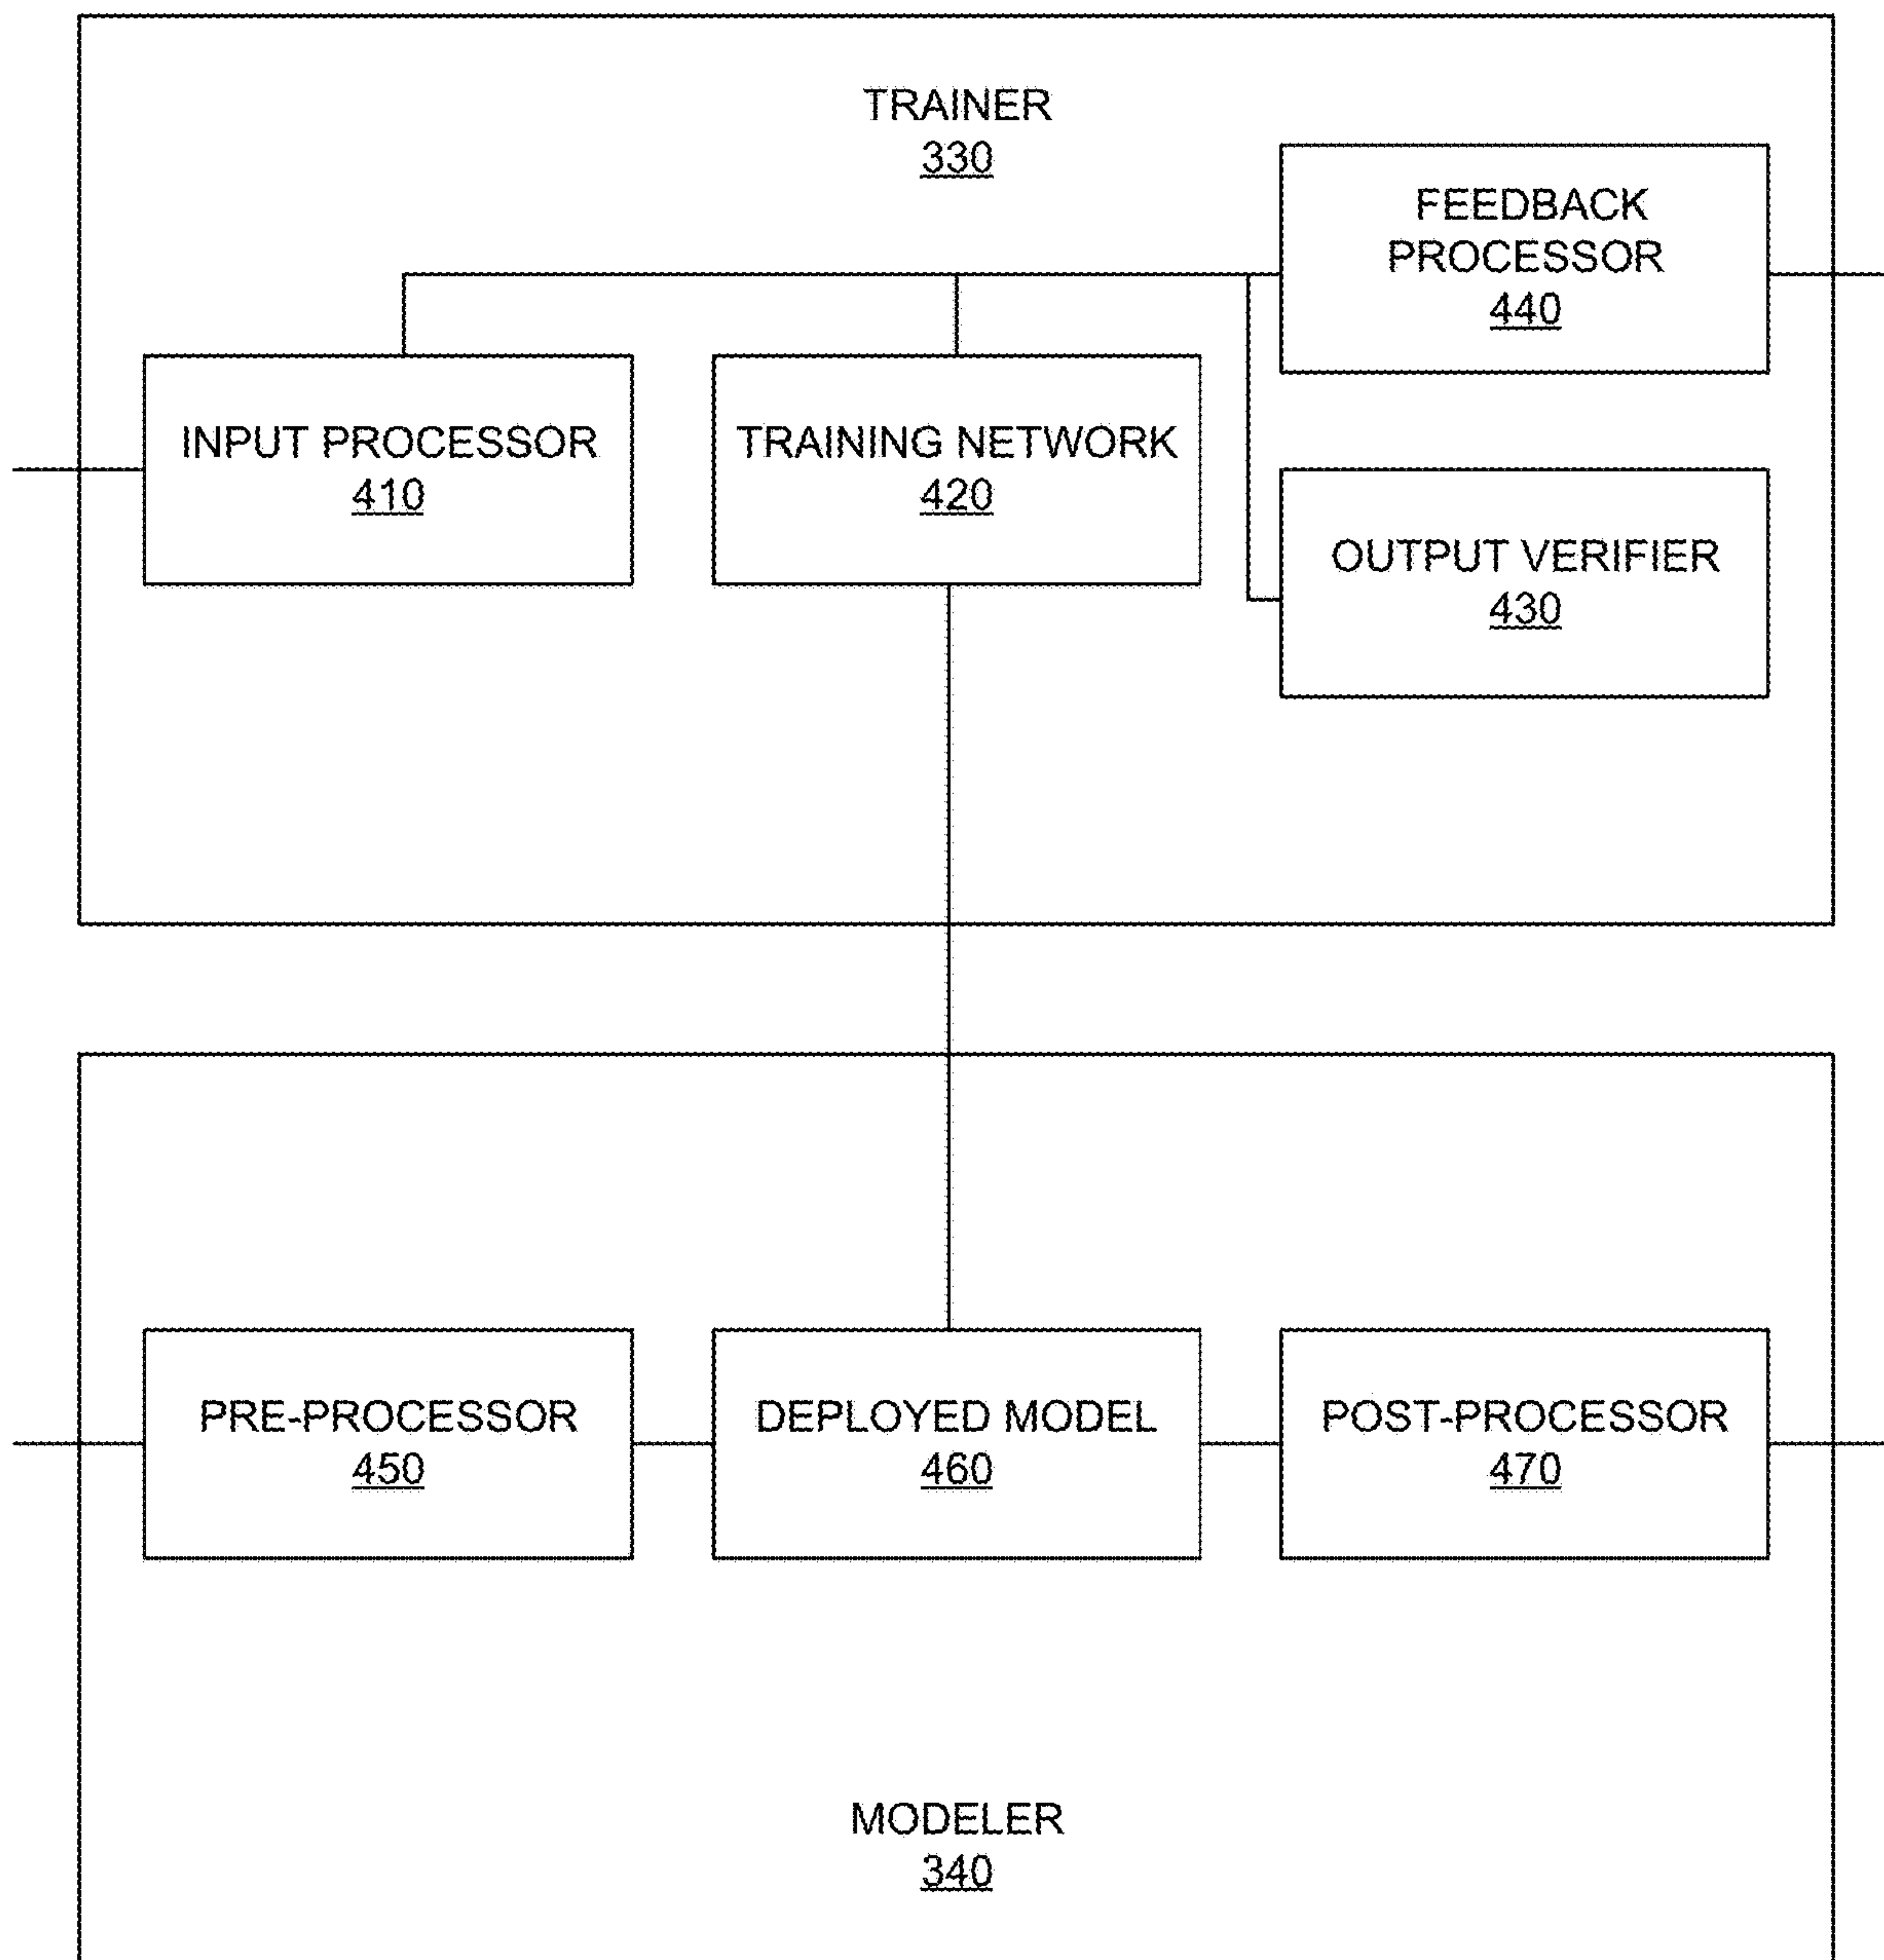 TRAINER
330
FEEDBACK
PROCESSOR
440
INPUT PROCESSOR
410
TRAINING NETWORK
420
OUTPUT VERIFIER
430
PRE-PROCESSOR
450
DEPLOYED MODEL
460
POST-PROCESSOR
470
MODELER
340